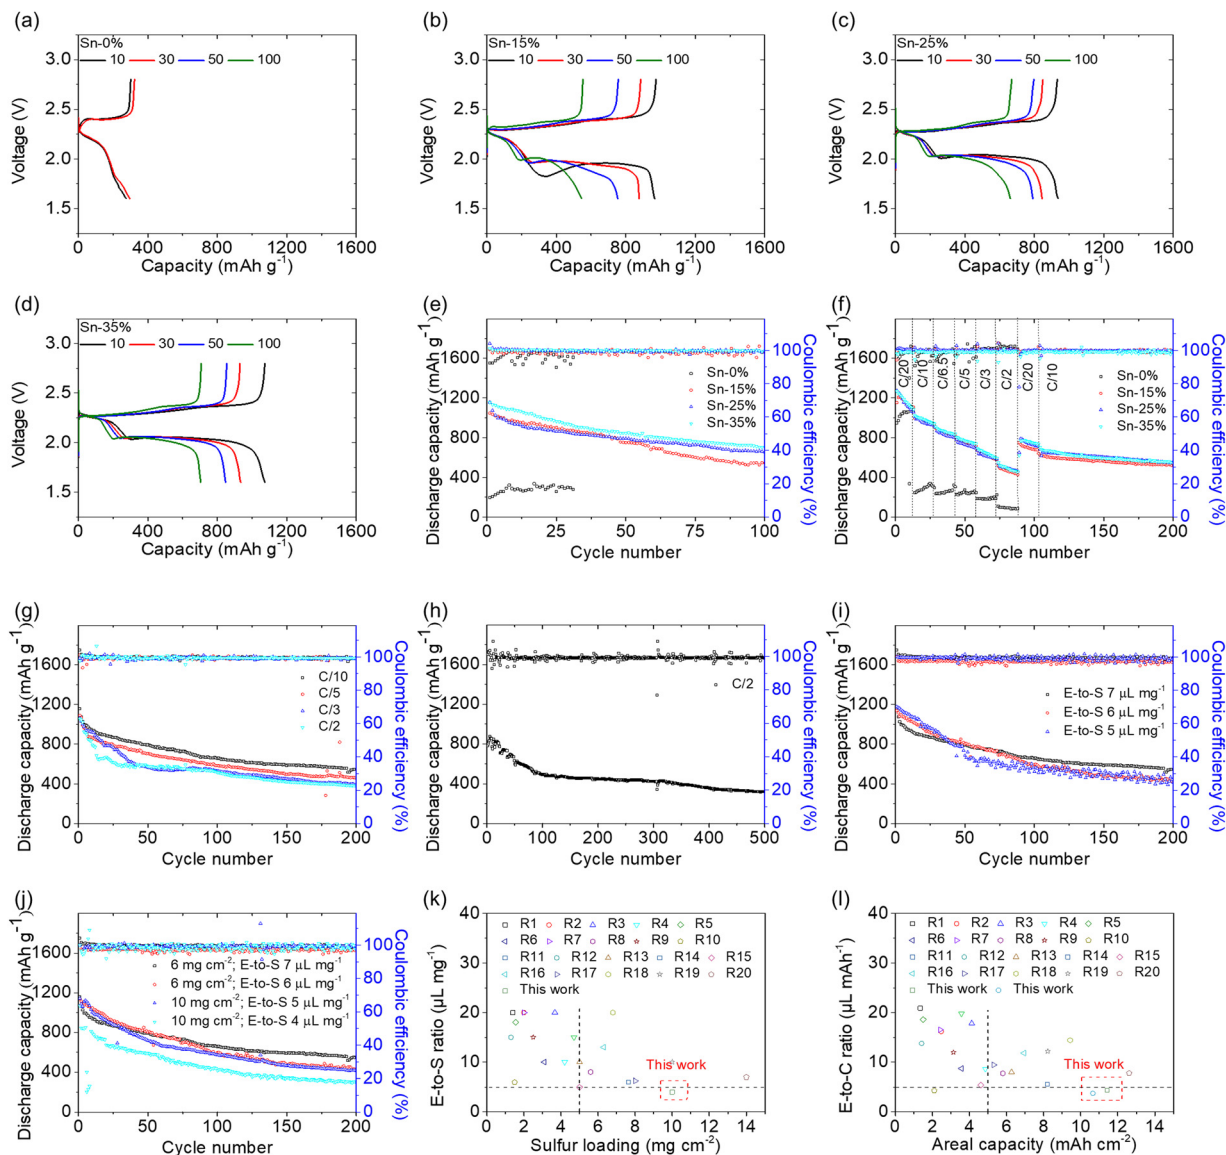 (a)
Sn-0%
10 30 50 100
3.0
2.5
2.0
1.5
Voltage (V)
0 400 800 1200 1600
Capacity (mAh g⁻¹)
(b)
Sn-15%
10 30 50 100
3.0
2.5
2.0
1.5
Voltage (V)
0 400 800 1200 1600
Capacity (mAh g⁻¹)
(c)
Sn-25%
10 30 50 100
3.0
2.5
2.0
1.5
Voltage (V)
0 400 800 1200 1600
Capacity (mAh g⁻¹)
(d)
Sn-35%
10 30 50 100
3.0
2.5
2.0
1.5
Voltage (V)
0 400 800 1200 1600
Capacity (mAh g⁻¹)
(e)
Discharge capacity (mAh g⁻¹)
1600
1200
800
400
0
Sn-0%
Sn-15%
Sn-25%
Sn-35%
100
80
60
40
20
0
Coulombic efficiency (%)
0 25 50 75 100
Cycle number
(f)
Discharge capacity (mAh g⁻¹)
1600
1200
800
400
0
C/20
C/10
C/6.5
C/5
C/3
C/2
C/20
C/10
Sn-0%
Sn-15%
Sn-25%
Sn-35%
100
80
60
40
20
0
Coulombic efficiency (%)
0 50 100 150 200
Cycle number
(g)
Discharge capacity (mAh g⁻¹)
1600
1200
800
400
0
C/10
C/5
C/3
C/2
100
80
60
40
20
0
Coulombic efficiency (%)
0 50 100 150 200
Cycle number
(h)
Discharge capacity (mAh g⁻¹)
1600
1200
800
400
0
C/2
100
80
60
40
20
0
Coulombic efficiency (%)
0 100 200 300 400 500
Cycle number
(i)
Discharge capacity (mAh g⁻¹)
1600
1200
800
400
0
E-to-S 7 μL mg⁻¹
E-to-S 6 μL mg⁻¹
E-to-S 5 μL mg⁻¹
100
80
60
40
20
0
Coulombic efficiency (%)
0 50 100 150 200
Cycle number
(j)
Discharge capacity (mAh g⁻¹)
1600
1200
800
400
0
6 mg cm⁻²; E-to-S 7 μL mg⁻¹
6 mg cm⁻²; E-to-S 6 μL mg⁻¹
10 mg cm⁻²; E-to-S 5 μL mg⁻¹
10 mg cm⁻²; E-to-S 4 μL mg⁻¹
100
80
60
40
20
0
Coulombic efficiency (%)
0 50 100 150 200
Cycle number
(k)
E-to-S ratio (μL mg⁻¹)
40
30
20
10
0
R1 R2 R3 R4 R5
R6 R7 R8 R9 R10
R11 R12 R13 R14 R15
R16 R17 R18 R19 R20
This work
This work
0 2 4 6 8 10 12 14
Sulfur loading (mg cm⁻²)
(l)
E-to-C ratio (μL mAh⁻¹)
40
30
20
10
0
R1 R2 R3 R4 R5
R6 R7 R8 R9 R10
R11 R12 R13 R14 R15
R16 R17 R18 R19 R20
This work This work
This work
0 2 4 6 8 10 12 14
Areal capacity (mAh cm⁻²)